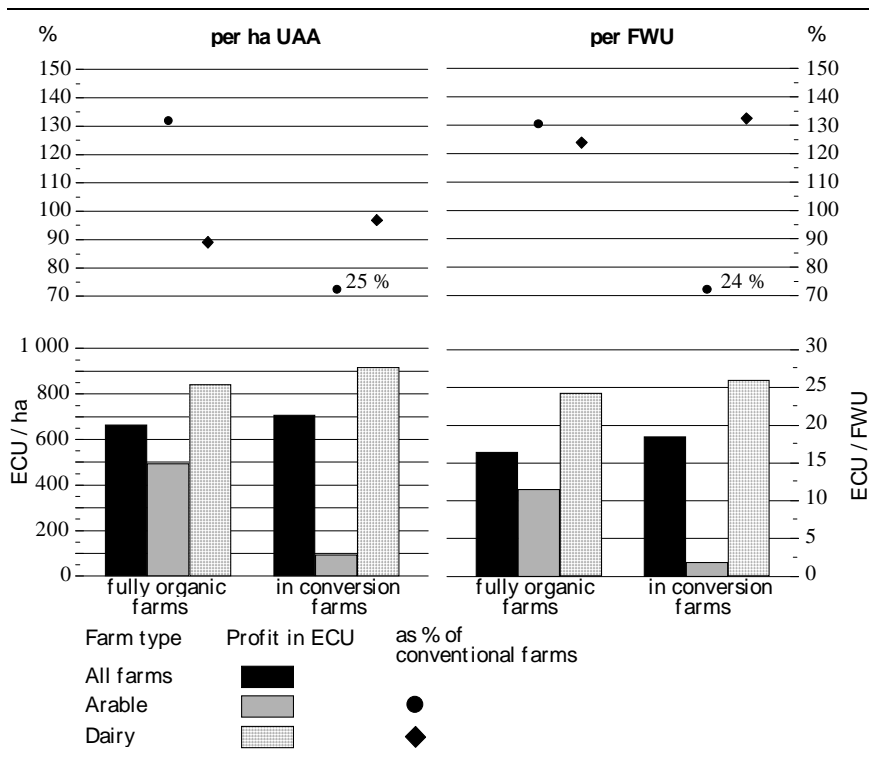 % per ha UAA per FWU %
150 150
140 140
130 130
120 120
110 110
100 100
90 90
80 80
25 % 24 %
70 70
1 000 30
800 25
600 20
400 15
200 10
5
0 0
ECU / ha
ECU / FWU
fully organic farms
in conversion farms
fully organic farms
in conversion farms
Farm type Profit in ECU as % of
conventional farms
All farms
Arable
Dairy